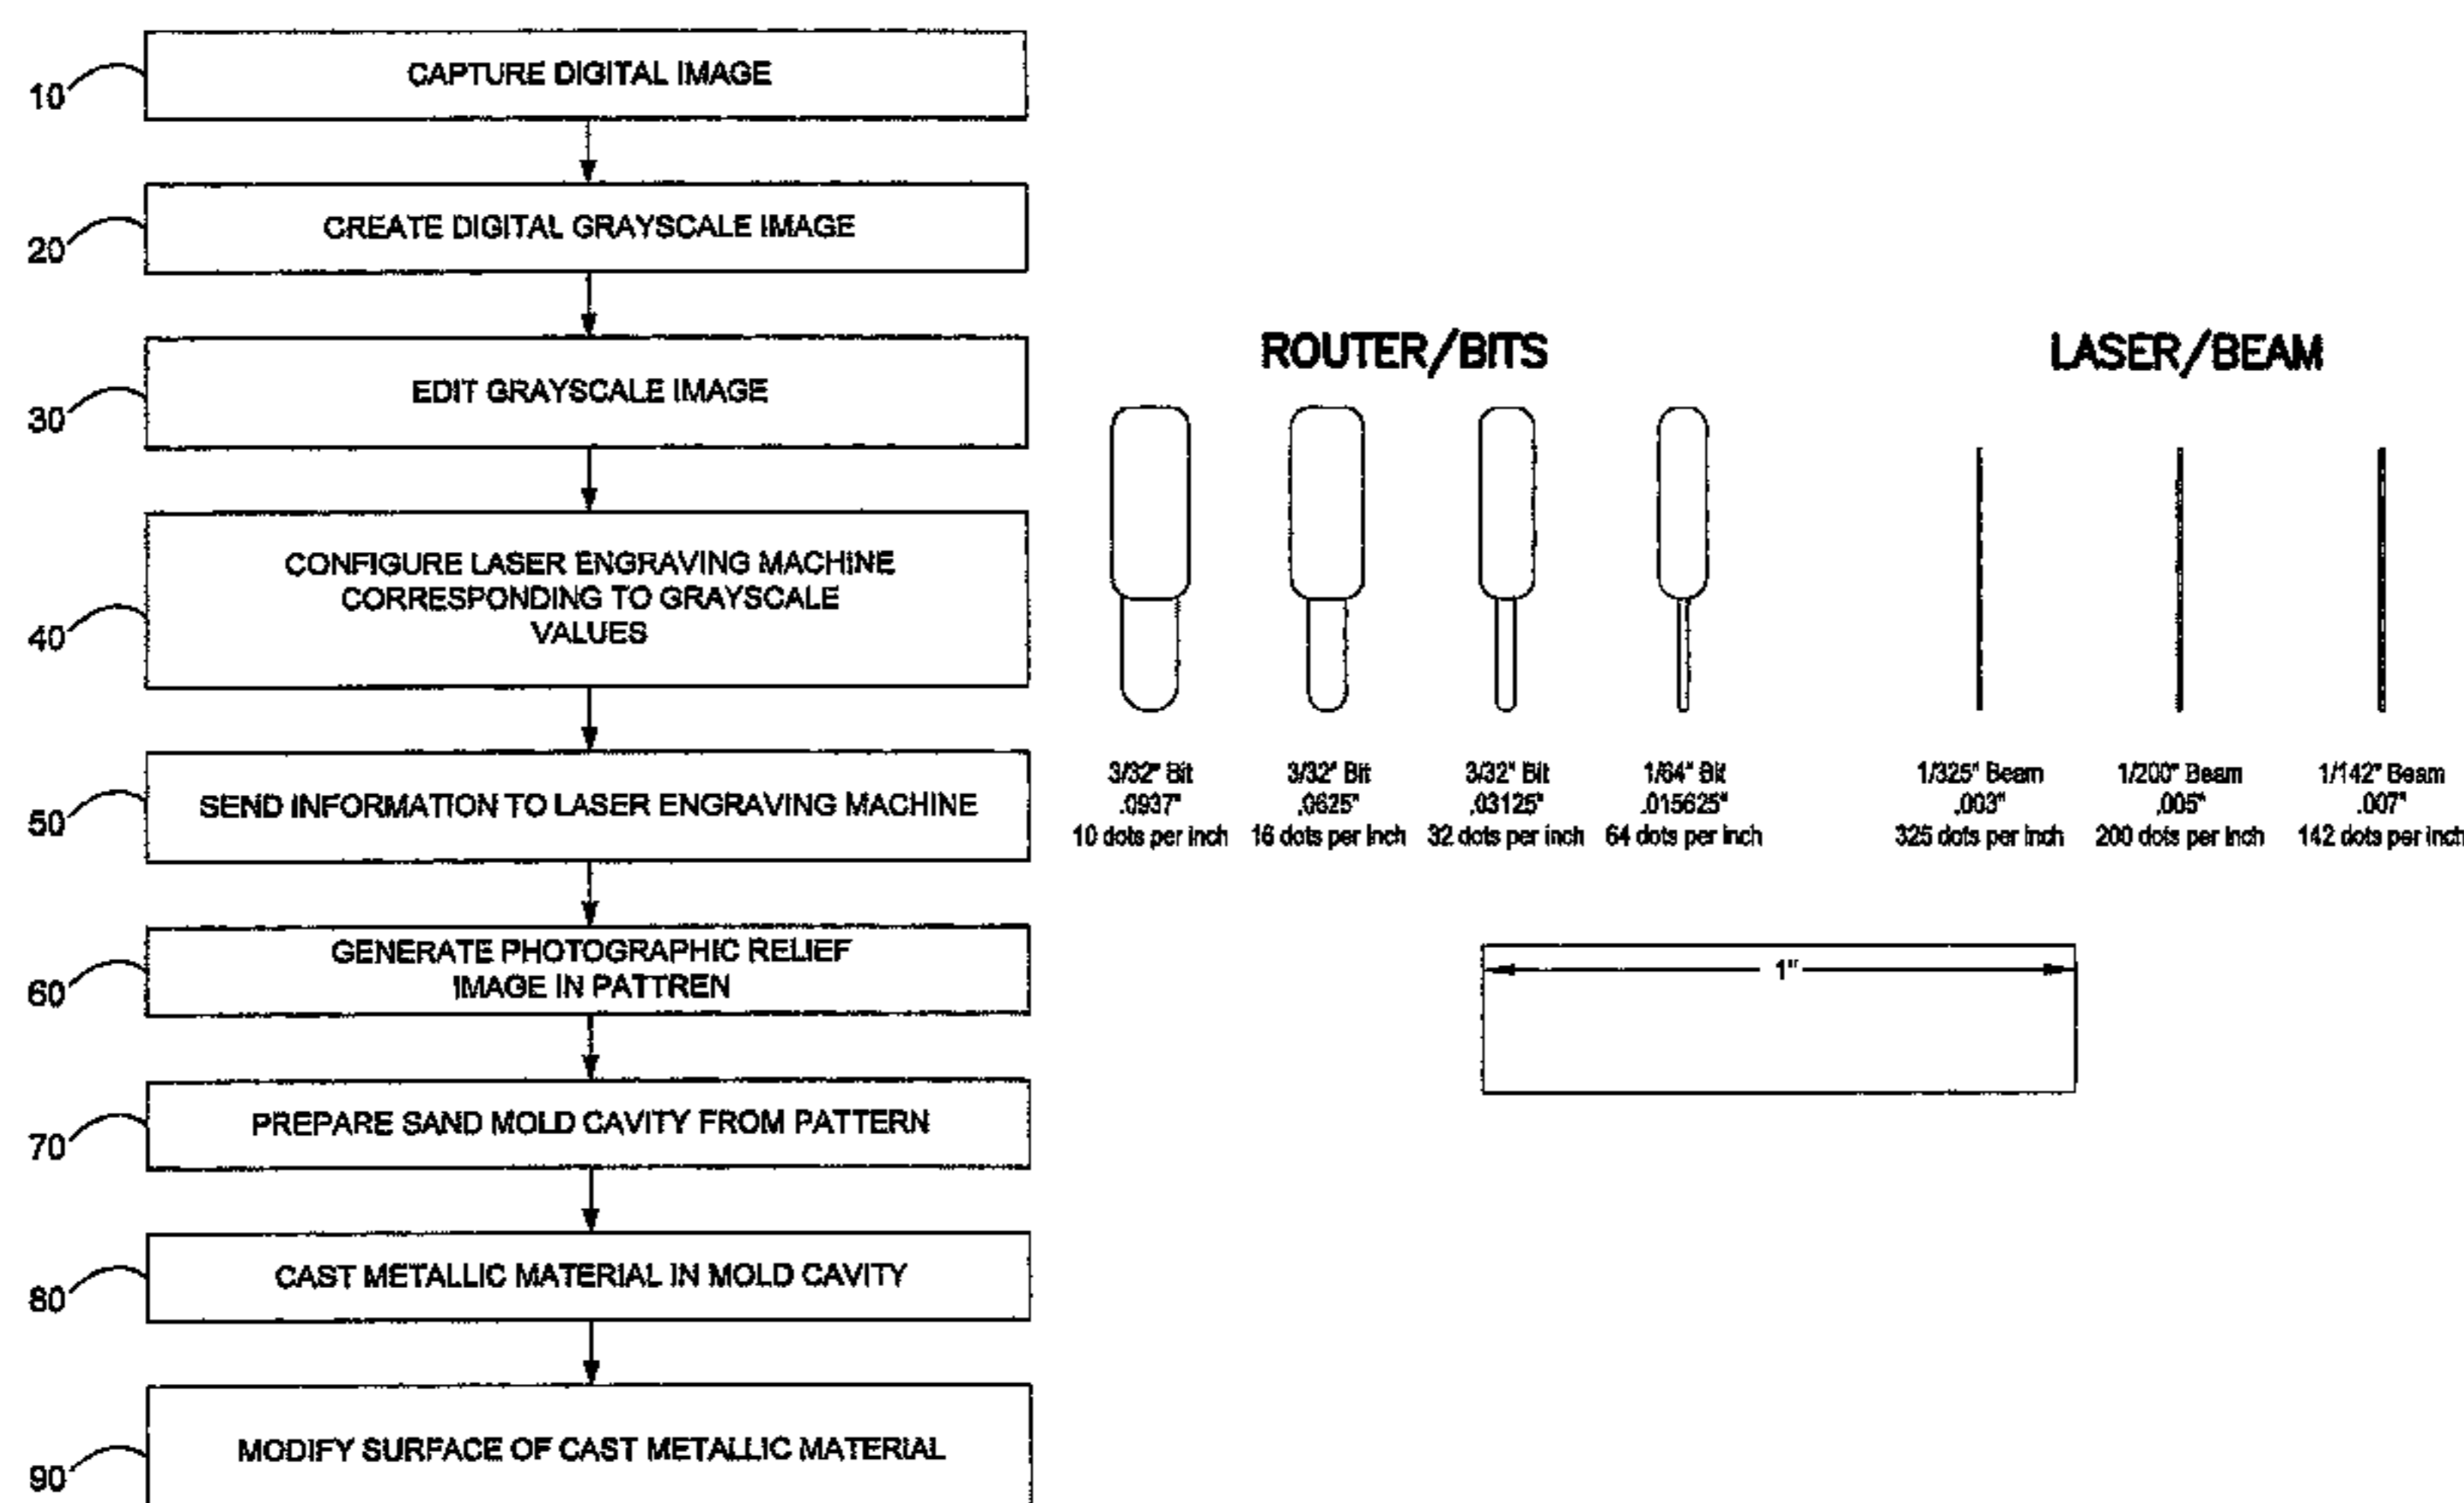 10
CAPTURE DIGITAL IMAGE
20
CREATE DIGITAL GRAYSCALE IMAGE
30
EDIT GRAYSCALE IMAGE
40
CONFIGURE LASER ENGRAVING MACHINE
CORRESPONDING TO GRAYSCALE
VALUES
50
SEND INFORMATION TO LASER ENGRAVING MACHINE
60
GENERATE PHOTOGRAPHIC RELIEF
IMAGE IN PATTREN
70
PREPARE SAND MOLD CAVITY FROM PATTERN
80
CAST METALLIC MATERIAL IN MOLD CAVITY
90
MODIFY SURFACE OF CAST METALLIC MATERIAL
ROUTER/BITS
3/32" Bit
.0937"
10 dots per inch
3/32" Bit
.0625"
16 dots per inch
3/32" Bit
.03125"
32 dots per inch
1/64" Bit
.015625"
64 dots per inch
LASER/BEAM
1/325" Beam
.003"
325 dots per inch
1/200" Beam
.005"
200 dots per inch
1/142" Beam
.007"
142 dots per inch
1"